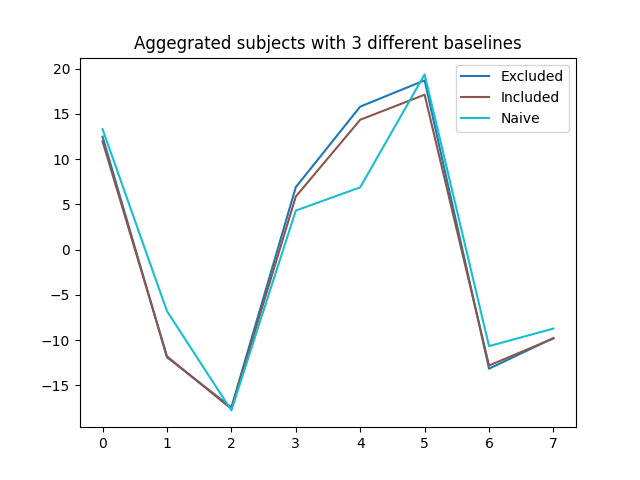 Aggegrated subjects with 3 different baselines
20
15
10
5
0
−5
−10
−15
Excluded
Included
Naive
0 1 2 3 4 5 6 7